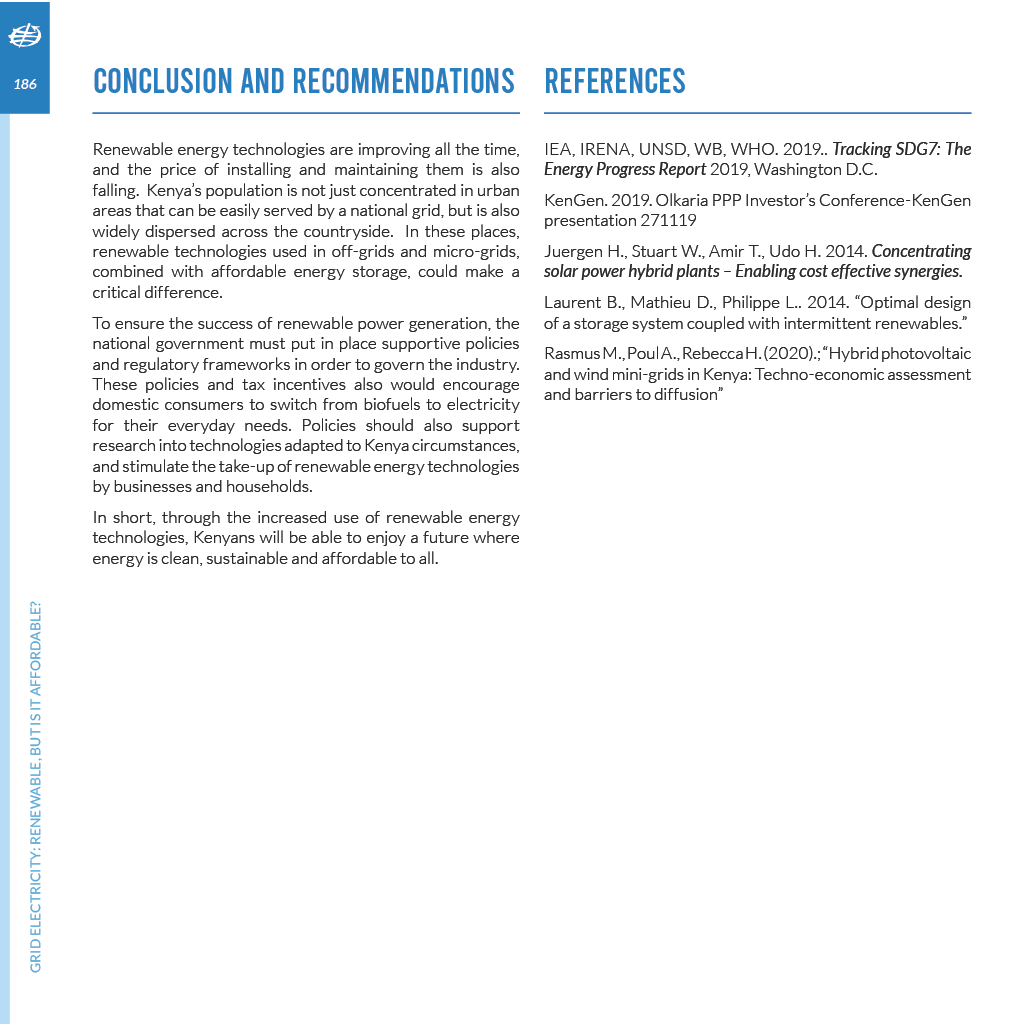 186
CONCLUSION AND RECOMMENDATIONS
Renewable energy technologies are improving all the time,
and the price of installing and maintaining them is also
falling.  Kenya’s population is not just concentrated in urban
areas that can be easily served by a national grid, but is also
widely dispersed across the countryside.  In these places,
renewable technologies used in off-grids and micro-grids,
combined with affordable energy storage, could make a
critical difference.
To ensure the success of renewable power generation, the
national government must put in place supportive policies
and regulatory frameworks in order to govern the industry.
These policies and tax incentives also would encourage
domestic consumers to switch from biofuels to electricity
for their everyday needs. Policies should also support
research into technologies adapted to Kenya circumstances,
and stimulate the take-up of renewable energy technologies
by businesses and households.
In short, through the increased use of renewable energy
technologies, Kenyans will be able to enjoy a future where
energy is clean, sustainable and affordable to all.
REFERENCES
IEA, IRENA, UNSD, WB, WHO. 2019.. Tracking SDG7: The
Energy Progress Report 2019, Washington D.C.
KenGen. 2019. Olkaria PPP Investor’s Conference-KenGen
presentation 271119
Juergen H., Stuart W., Amir T., Udo H. 2014. Concentrating
solar power hybrid plants – Enabling cost effective synergies.
Laurent B., Mathieu D., Philippe L.. 2014. “Optimal design
of a storage system coupled with intermittent renewables.”
Rasmus M., Poul A., Rebecca H. (2020).; “Hybrid photovoltaic
and wind mini-grids in Kenya: Techno-economic assessment
and barriers to diffusion”
GRID ELECTRICITY: RENEWABLE, BUT IS IT AFFORDABLE?